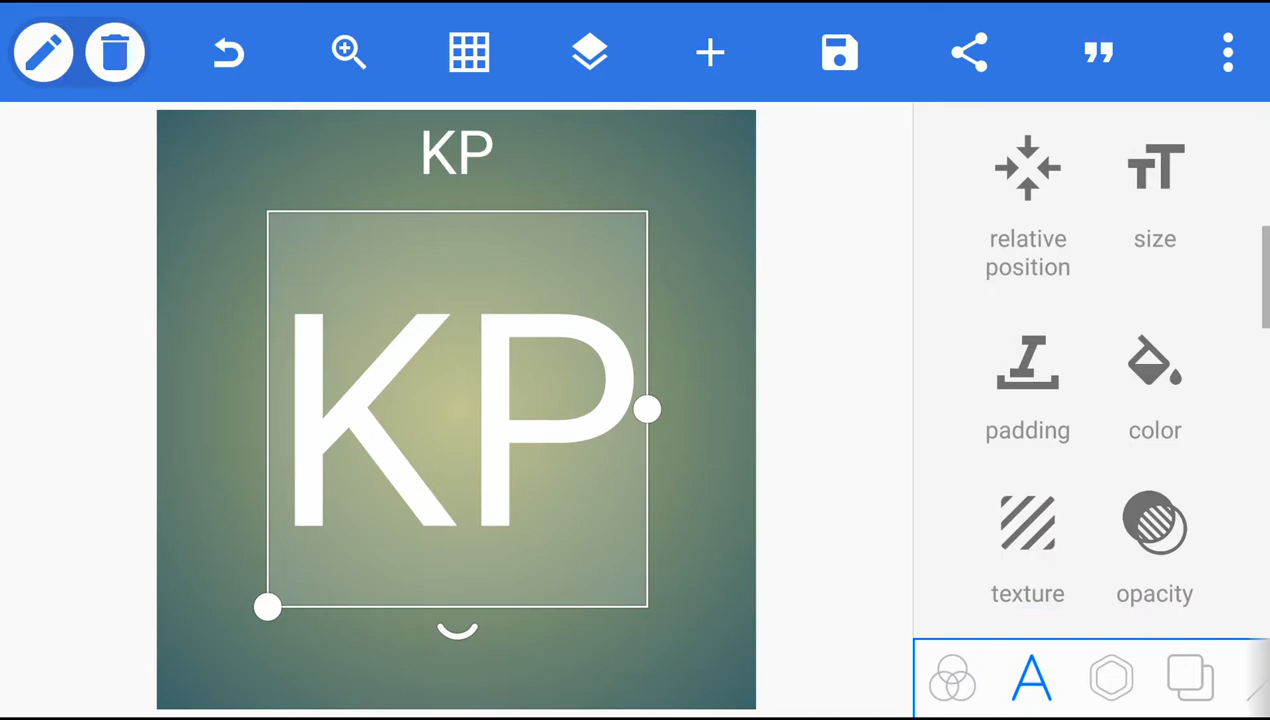 KP
KP
relative
position
size
padding
color
texture
opacity